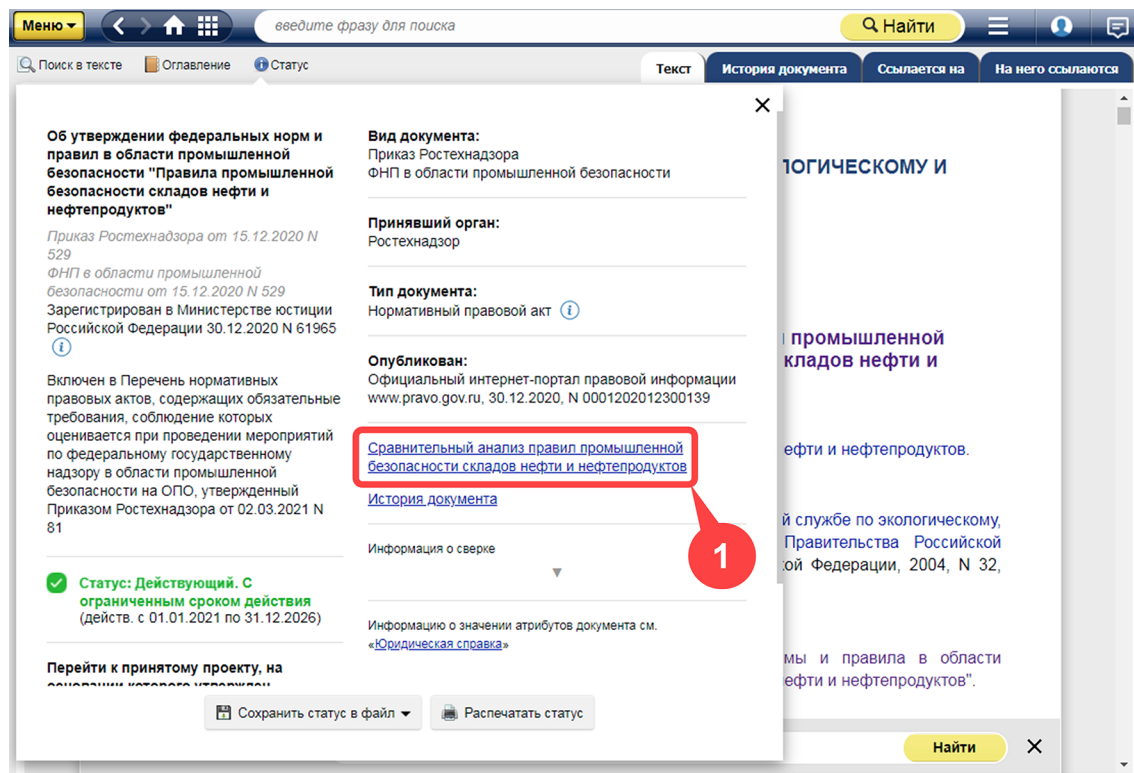 Меню
введите фразу для поиска
Найти
Поиск в тексте
Оглавление
Статус
Текст
История документа
Ссылается на
На него ссылаются
Об утверждении федеральных норм и
правил в области промышленной
безопасности "Правила промышленной
безопасности складов нефти и
нефтепродуктов"
Приказ Ростехнадзора от 15.12.2020 N
529
ФНП в области промышленной
безопасности от 15.12.2020 N 529
Зарегистрирован в Министерстве юстиции
Российской Федерации 30.12.2020 N 61965
Включен в Перечень нормативных
правовых актов, содержащих обязательные
требования, соблюдение которых
оценивается при проведении мероприятий
по федеральному государственному
надзору в области промышленной
безопасности на ОПО, утвержденный
Приказом Ростехнадзора от 02.03.2021 N
81
Статус: Действующий. С
ограниченным сроком действия
(действ. с 01.01.2021 по 31.12.2026)
Перейти к принятому проекту, на
основании которого утвержден
Вид документа:
Приказ Ростехнадзора
ФНП в области промышленной безопасности
Принявший орган:
Ростехнадзор
Тип документа:
Нормативный правовой акт
Опубликован:
Официальный интернет-портал правовой информации
www.pravo.gov.ru, 30.12.2020, N 0001202012300139
Сравнительный анализ правил промышленной
безопасности складов нефти и нефтепродуктов
История документа
1
Информация о сверке
Информацию о значении атрибутов документа см.
«Юридическая справка»
Сохранить статус в файл
Распечатать статус
ЛОГИЧЕСКОМУ И
промышленной
кладов нефти и
ефти и нефтепродуктов.
й службе по экологическому,
Правительства Российской
ой Федерации, 2004, N 32,
мы и правила в области
ефти и нефтепродуктов".
Найти